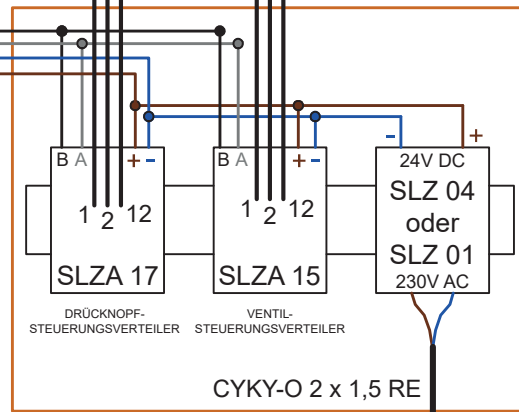 - +
B A + -
B A + -
24V DC
SLZ 04
oder
SLZ 01
230V AC
1 2 12
1 2 12
SLZA 17
SLZA 15
DRÜCKNOPF-
STEUERUNGSVERTEILER
VENTIL-
STEUERUNGSVERTEILER
CYKY-O 2 x 1,5 RE